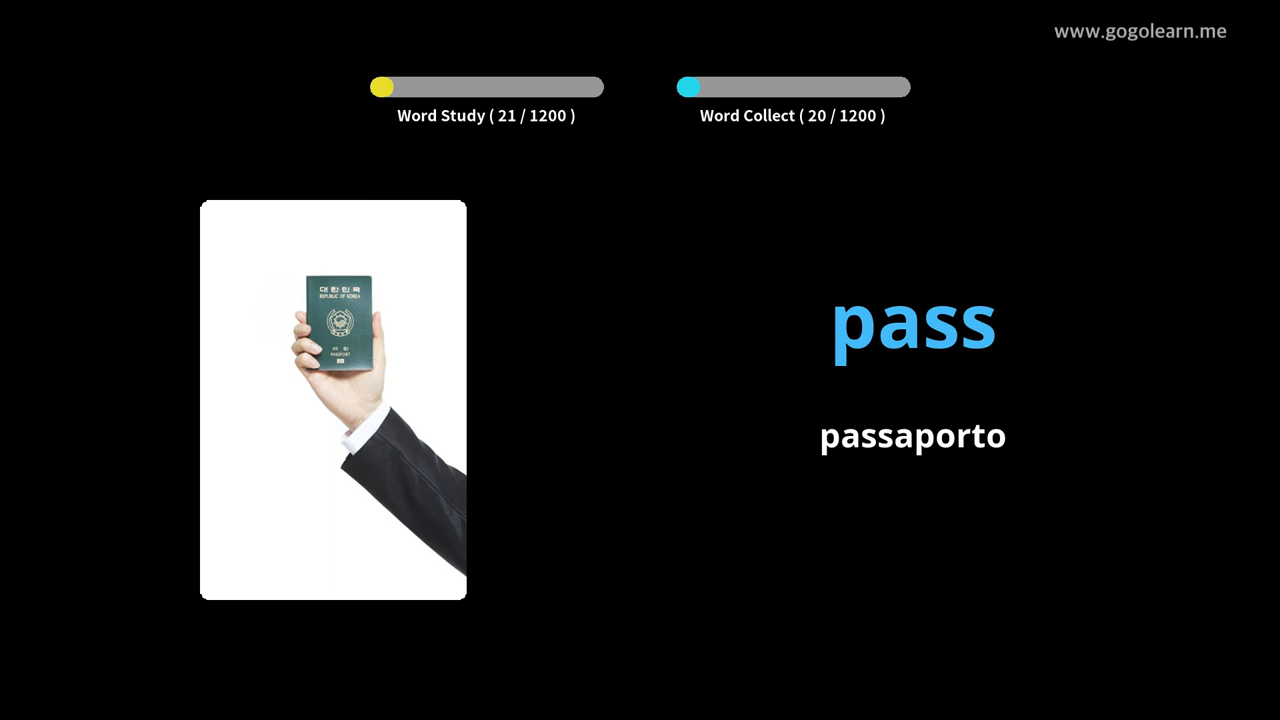 www.gogolearn.me
Word Study ( 21 / 1200 )
Word Collect ( 20 / 1200 )
대한민국
REPUBLIC OF KOREA
PASSPORT
pass
passaporto